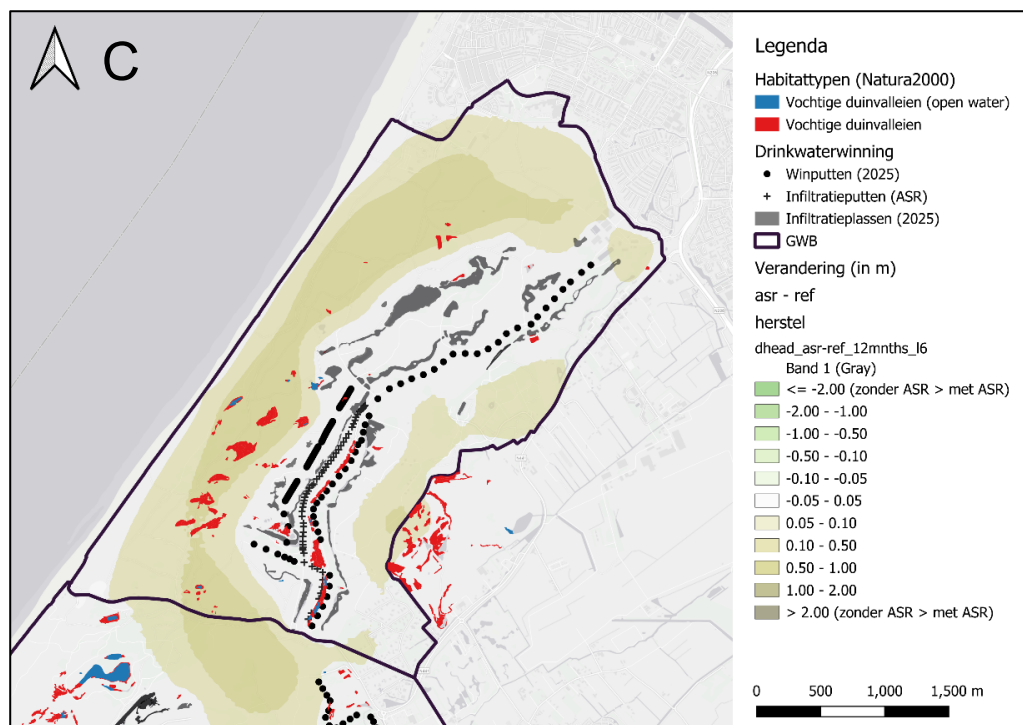 C
Legenda
Habitattypen (Natura2000)
Vochtige duinvalleien (open water)
Vochtige duinvalleien
Drinkwaterwinning
Winputten (2025)
Infiltratieputten (ASR)
Infiltratieplassen (2025)
GWB
Verandering (in m)
asr - ref
herstel
dhead_asr-ref_12mnths_l6
Band 1 (Gray)
<= -2.00 (zonder ASR > met ASR)
-2.00 - -1.00
-1.00 - -0.50
-0.50 - -0.10
-0.10 - -0.05
-0.05 - 0.05
0.05 - 0.10
0.10 - 0.50
0.50 - 1.00
1.00 - 2.00
> 2.00 (zonder ASR > met ASR)
0 500 1,000 1,500 m